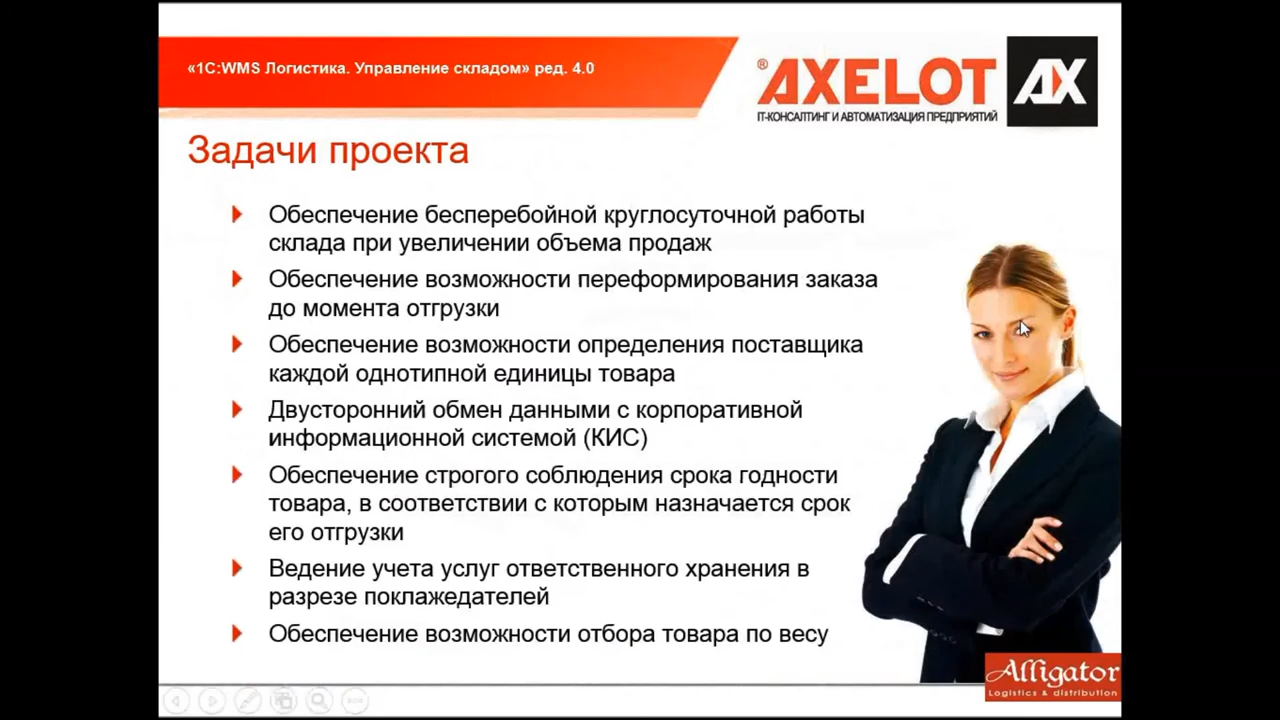 «1С:WMS Логистика. Управление складом» ред. 4.0
®AXELOT AX
IT-КОНСАЛТИНГ И АВТОМАТИЗАЦИЯ ПРЕДПРИЯТИЙ
Задачи проекта
Обеспечение бесперебойной круглосуточной работы
склада при увеличении объема продаж
Обеспечение возможности переформирования заказа
до момента отгрузки
Обеспечение возможности определения поставщика
каждой однотипной единицы товара
Двусторонний обмен данными с корпоративной
информационной системой (КИС)
Обеспечение строгого соблюдения срока годности
товара, в соответствии с которым назначается срок
его отгрузки
Ведение учета услуг ответственного хранения в
разрезе поклажедателей
Обеспечение возможности отбора товара по весу
Alligator
Logistics & distribution